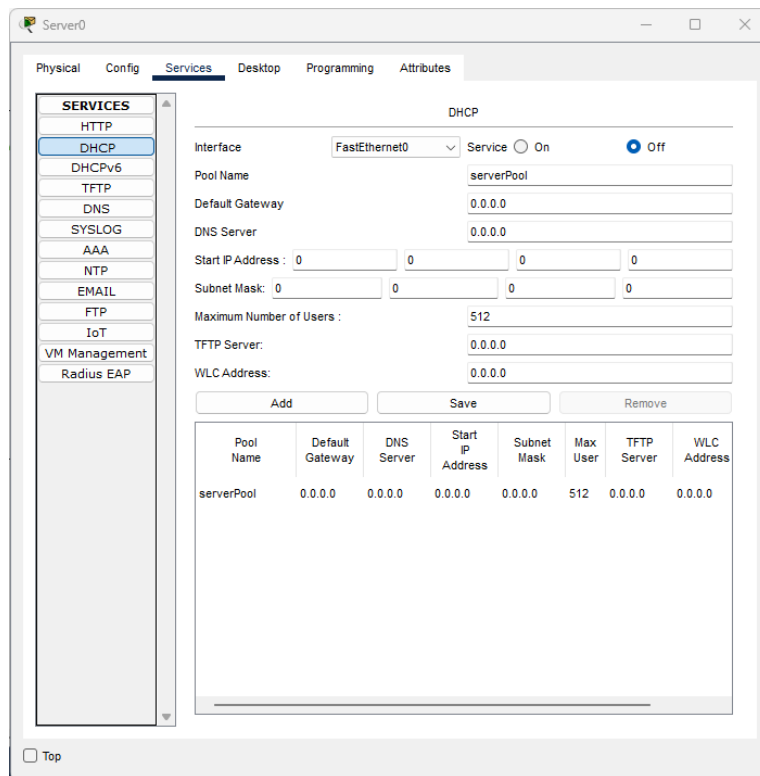 Server0
Physical Config Services Desktop Programming Attributes
SERVICES
HTTP
DHCP
DHCPv6
TFTP
DNS
SYSLOG
AAA
NTP
EMAIL
FTP
IoT
VM Management
Radius EAP
DHCP
Interface FastEthernet0 Service On Off
Pool Name serverPool
Default Gateway 0.0.0.0
DNS Server 0.0.0.0
Start IP Address : 0 0 0 0
Subnet Mask: 0 0 0 0
Maximum Number of Users : 512
TFTP Server: 0.0.0.0
WLC Address: 0.0.0.0
Add Save Remove
Pool Name Default Gateway DNS Server Start IP Address Subnet Mask Max User TFTP Server WLC Address
serverPool 0.0.0.0 0.0.0.0 0.0.0.0 0.0.0.0 512 0.0.0.0 0.0.0.0
Top